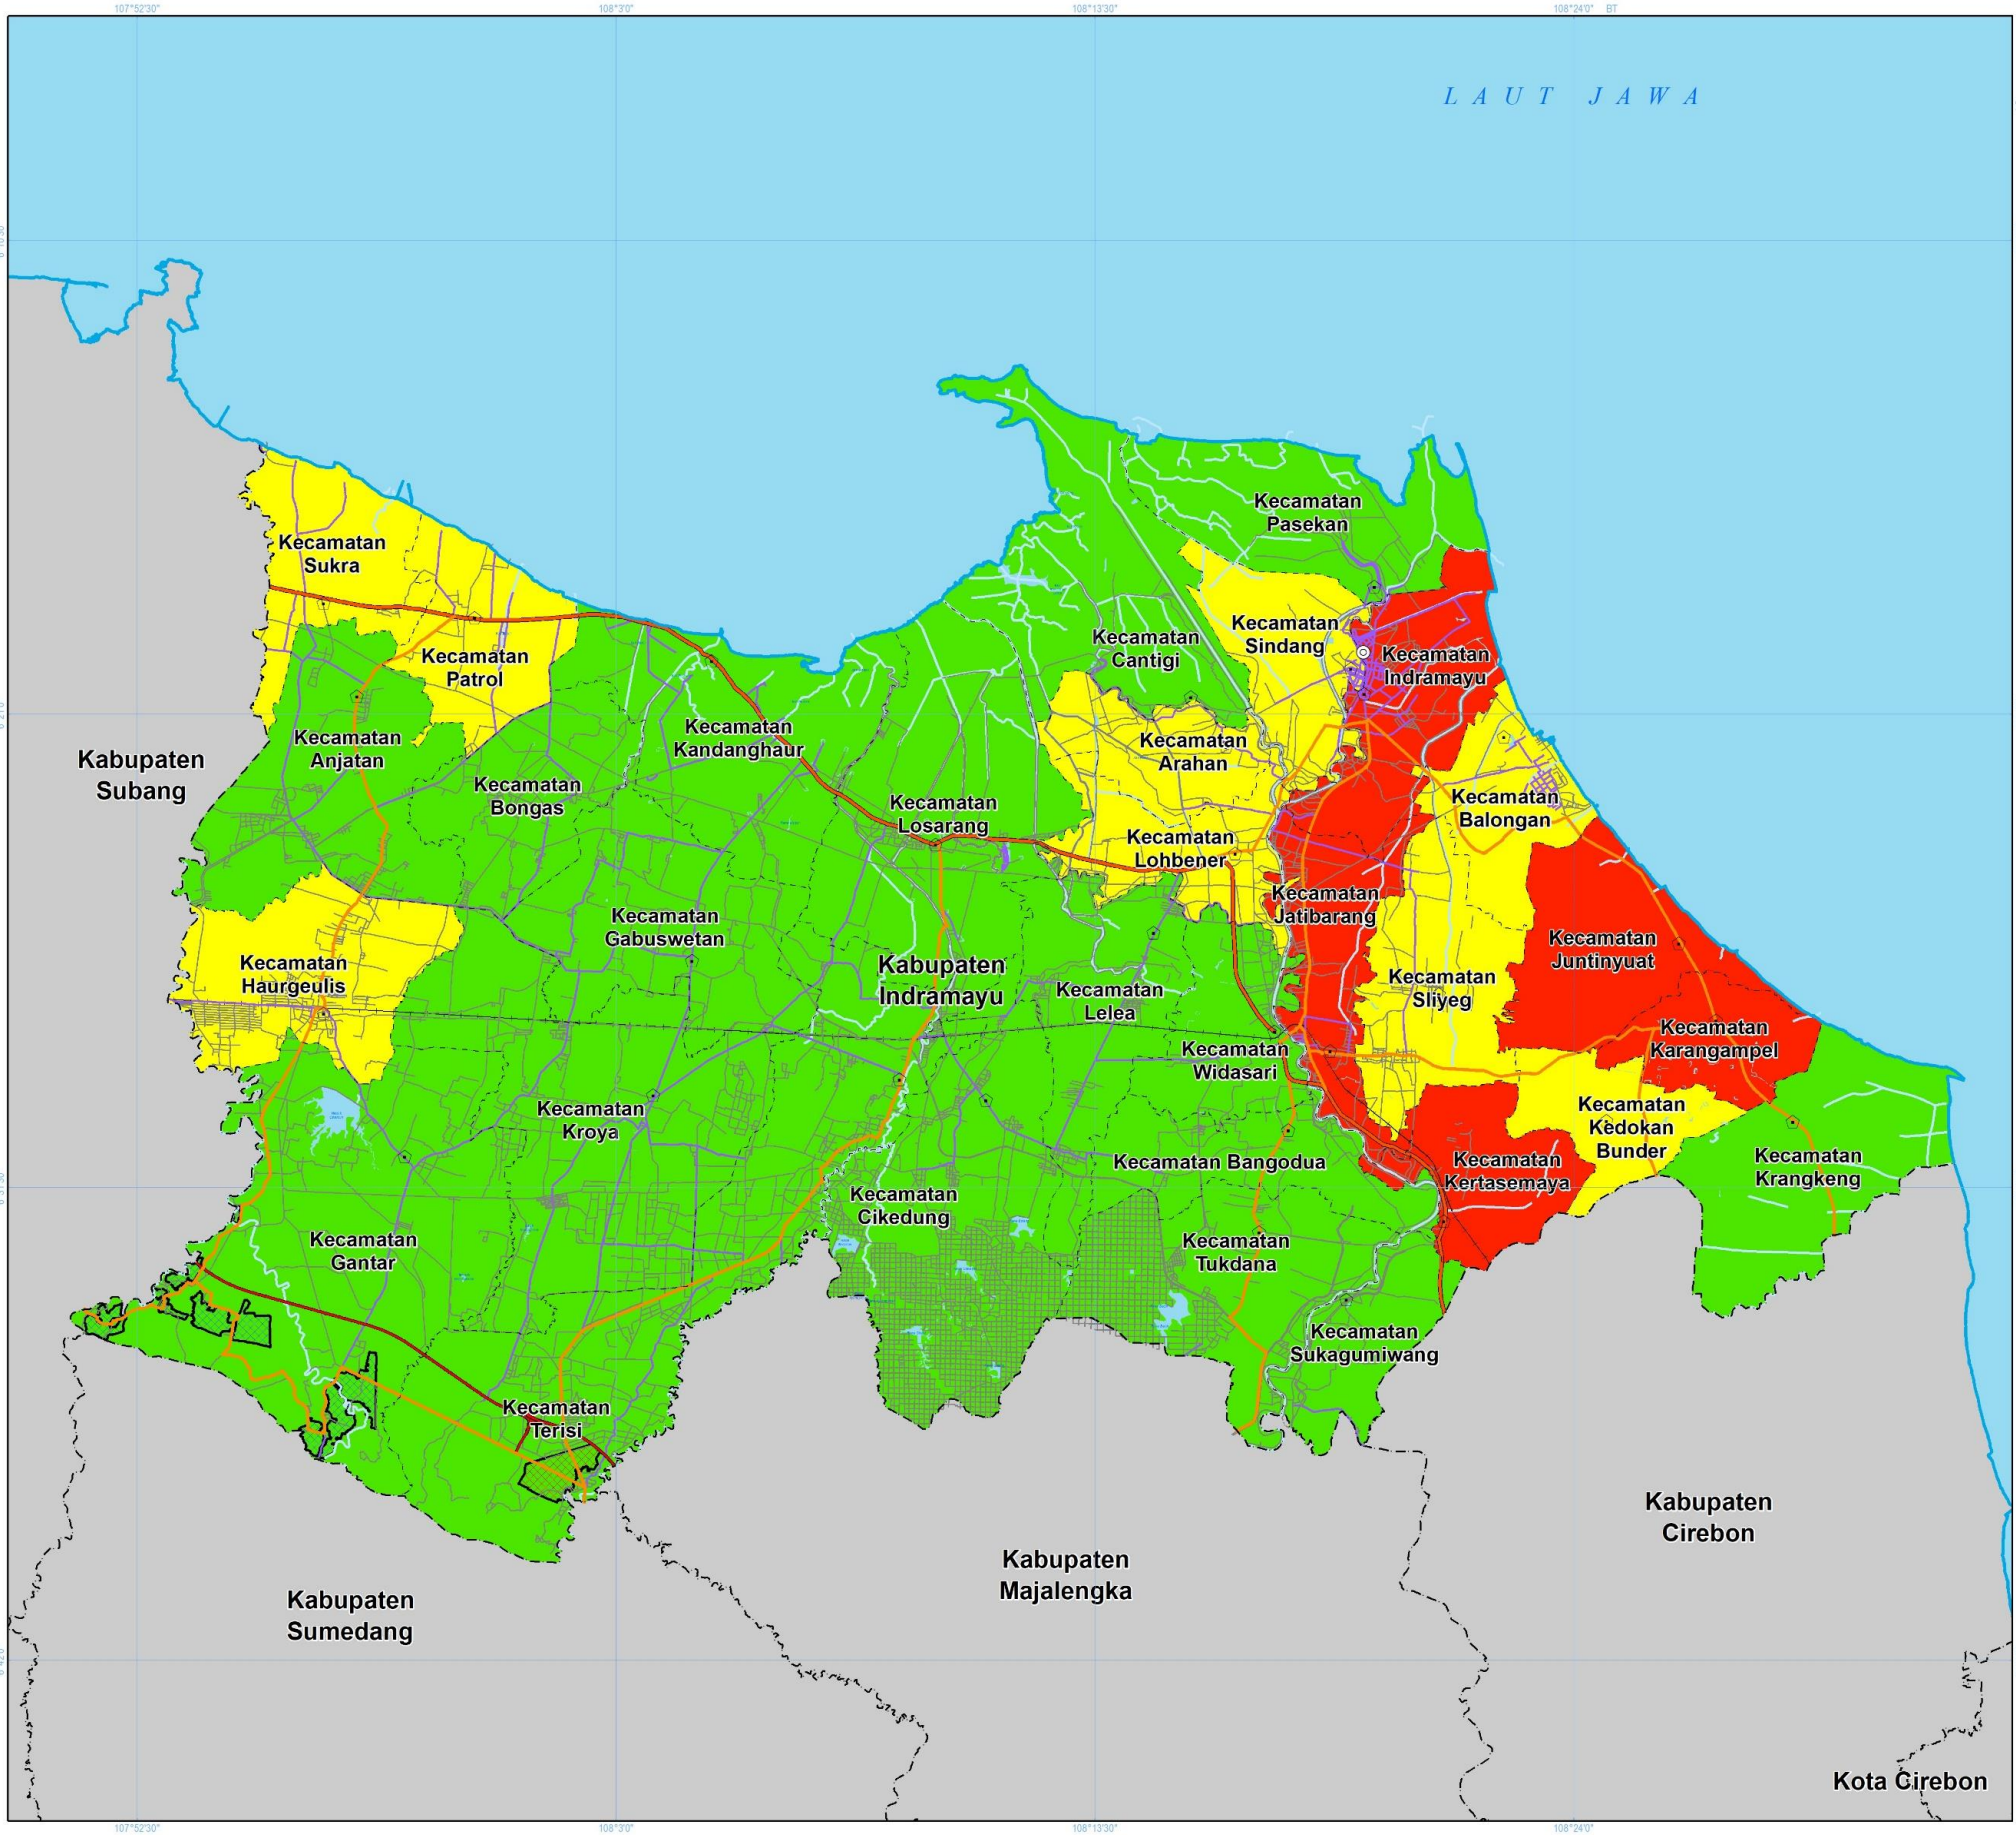 107°52'30"
108°3'0"
108°13'30"
108°24'0" BT
LAUT JAWA
Kecamatan
Pasekan
Kecamatan
Sukra
Kecamatan
Sindang
Kecamatan
Cantigi
Kecamatan
Indramayu
Kecamatan
Patrol
Kecamatan
Anjatan
Kecamatan
Kandanghaur
Kecamatan
Arahan
Kabupaten
Subang
Kecamatan
Bongas
Kecamatan
Losarang
Kecamatan
Balongan
Kecamatan
Lohbener
Kecamatan
Jatibarang
Kecamatan
Gabuswetan
Kecamatan
Juntinyuat
Kecamatan
Haurgeulis
Kabupaten
Indramayu
Kecamatan
Lelea
Kecamatan
Sliyeg
Kecamatan
Karangampel
Kecamatan
Widasari
Kecamatan
Kroya
Kecamatan
Kedokan
Bunder
Kecamatan Bangodua
Kecamatan
Kertasemaya
Kecamatan
Krangkeng
Kecamatan
Cikedung
Kecamatan
Gantar
Kecamatan
Tukdana
Kecamatan
Sukagumiwang
Kecamatan
Terisi
Kabupaten
Cirebon
Kabupaten
Majalengka
Kabupaten
Sumedang
Kota Cirebon
107°52'30"
108°3'0"
108°13'30"
108°24'0"